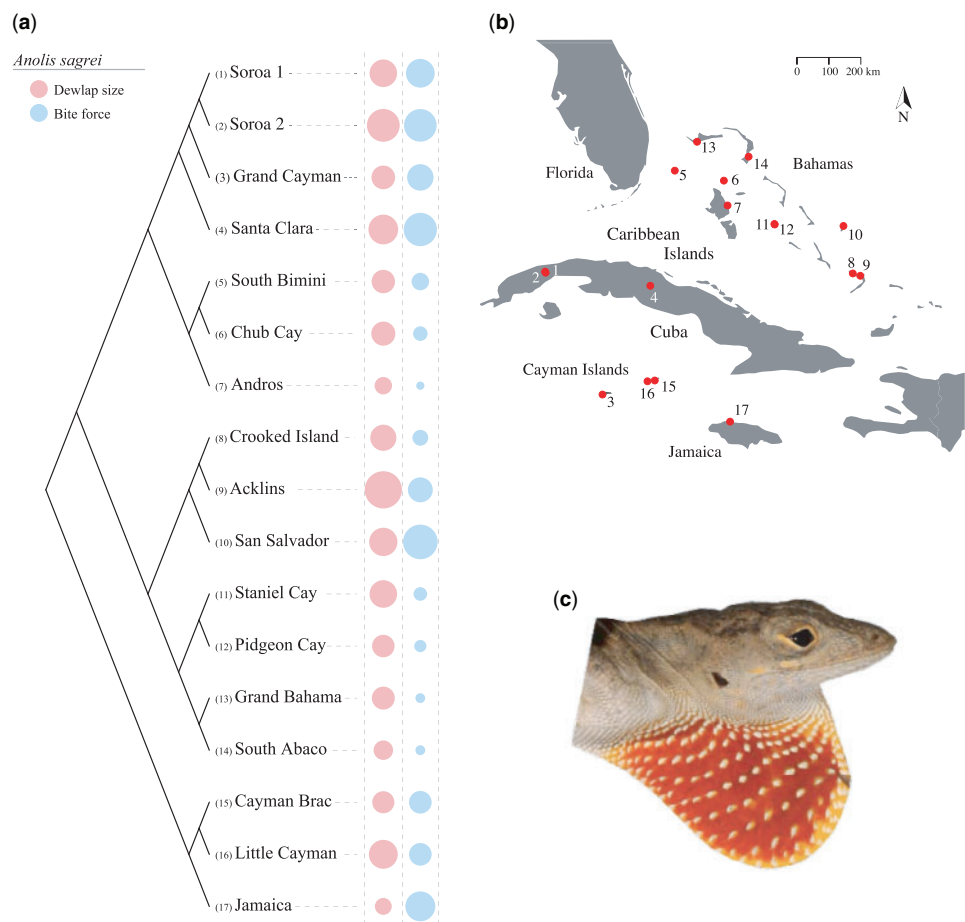 (a)
Anolis sagrei
Dewlap size
Bite force
(1) Soroa 1
(2) Soroa 2
(3) Grand Cayman
(4) Santa Clara
(5) South Bimini
(6) Chub Cay
(7) Andros
(8) Crooked Island
(9) Acklins
(10) San Salvador
(11) Staniel Cay
(12) Pidgeon Cay
(13) Grand Bahama
(14) South Abaco
(15) Cayman Brac
(16) Little Cayman
(17) Jamaica
(b)
0 100 200 km
N
13
14
Bahamas
Florida
5
6
7
11
12
10
Caribbean
Islands
8
9
1
2
4
Cuba
Cayman Islands
16
15
3
17
Jamaica
(c)